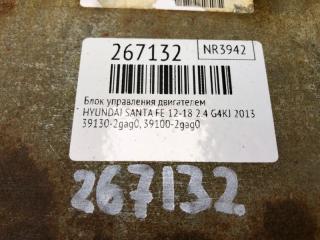 267132
NR3942
Блок управления двигателем
HYUNDAI SANTA FE 12-18 2.4 G4KJ 2013
39130-2gag0, 39100-2gag0
267132.